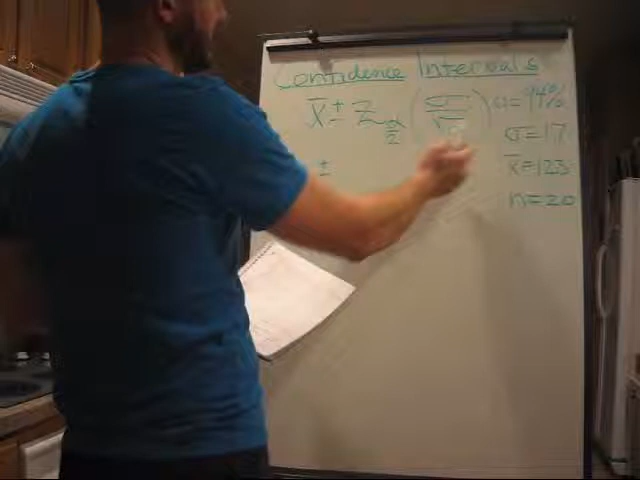 Confidence Intervals
x̄ ± Z α/2 (σ/√n) α=94%
σ=17
±
x̄=123
n=20